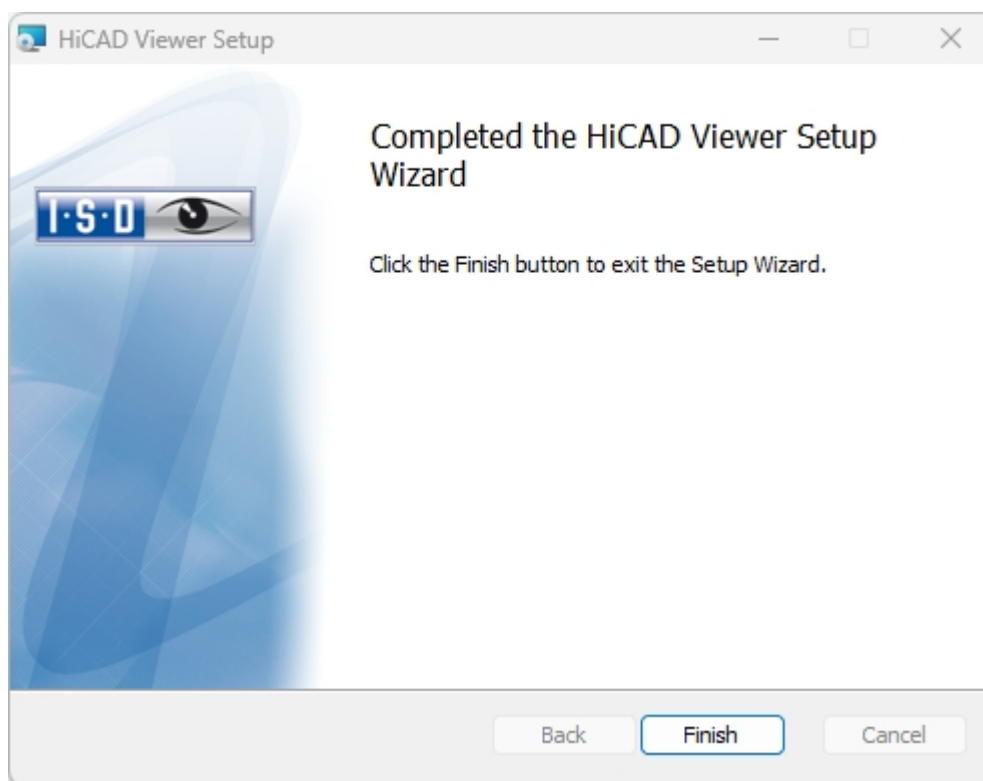 HiCAD Viewer Setup
Completed the HiCAD Viewer Setup
Wizard
I·S·D
Click the Finish button to exit the Setup Wizard.
Back
Finish
Cancel